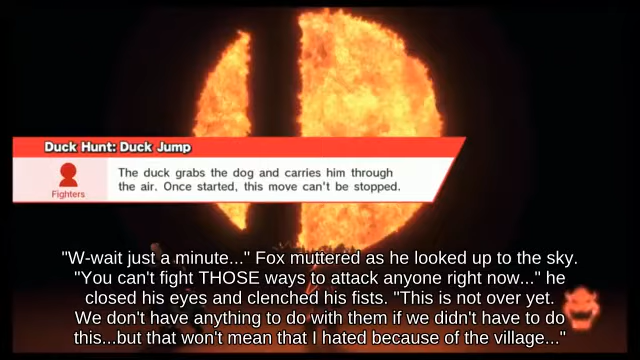 Duck Hunt: Duck Jump
Fighters
The duck grabs the dog and carries him through
the air. Once started, this move can't be stopped.
"W-wait just a minute..." Fox muttered as he looked up to the sky.
"You can't fight THOSE ways to attack anyone right now..." he
closed his eyes and clenched his fists. "This is not over yet.
We don't have anything to do with them if we didn't have to do
this...but that won't mean that I hated because of the village..."